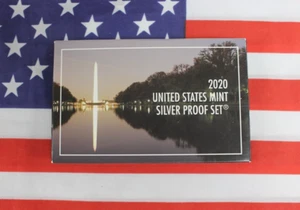 2020
UNITED STATES MINT
SILVER PROOF SET®